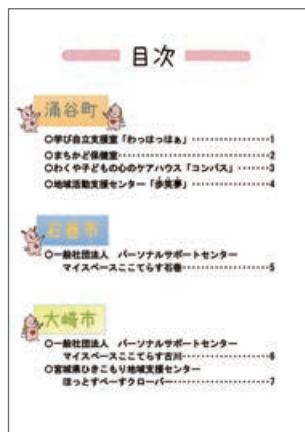 目次
涌谷町
○学び自立支援室「わっほっほぁ」…………………1
○まちかど保健室…………………………………2
○わくや子どもの心のケアハウス「コンパス」………3
○地域活動支援センター「歩笑夢」…………………4
石巻市
○一般社団法人 パーソナルサポートセンター
マイスペースここてらす石巻…………………5
大崎市
○一般社団法人 パーソナルサポートセンター
マイスペースここてらす古川…………………6
○宮城県ひきこもり地域支援センター
ほっとすぺーすクローバー…………………7